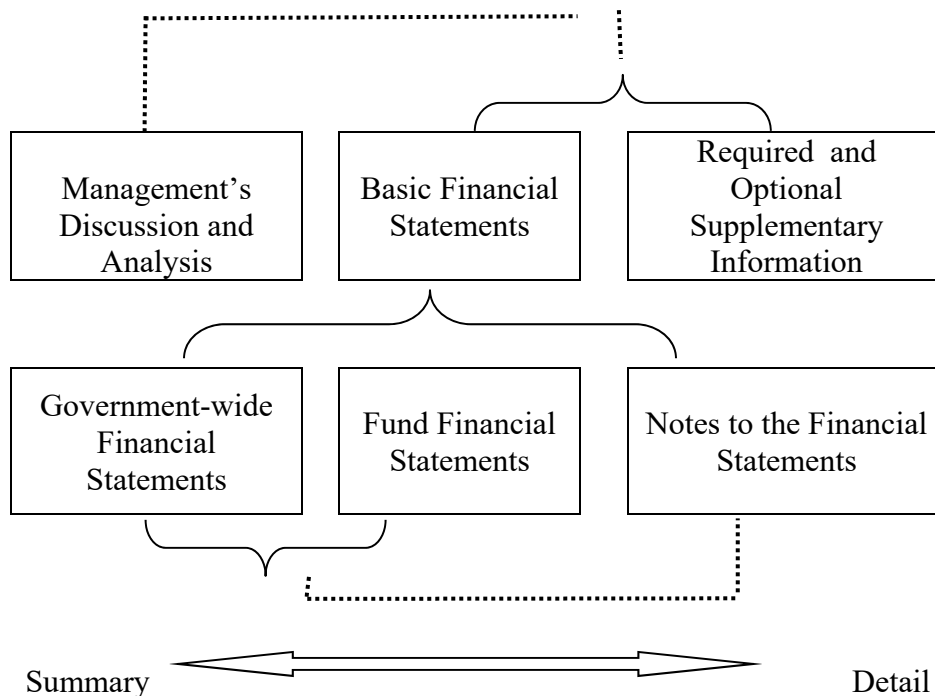 Management’s
Discussion and
Analysis
Basic Financial
Statements
Required and
Optional
Supplementary
Information
Government-wide
Financial
Statements
Fund Financial
Statements
Notes to the Financial
Statements
Summary
Detail